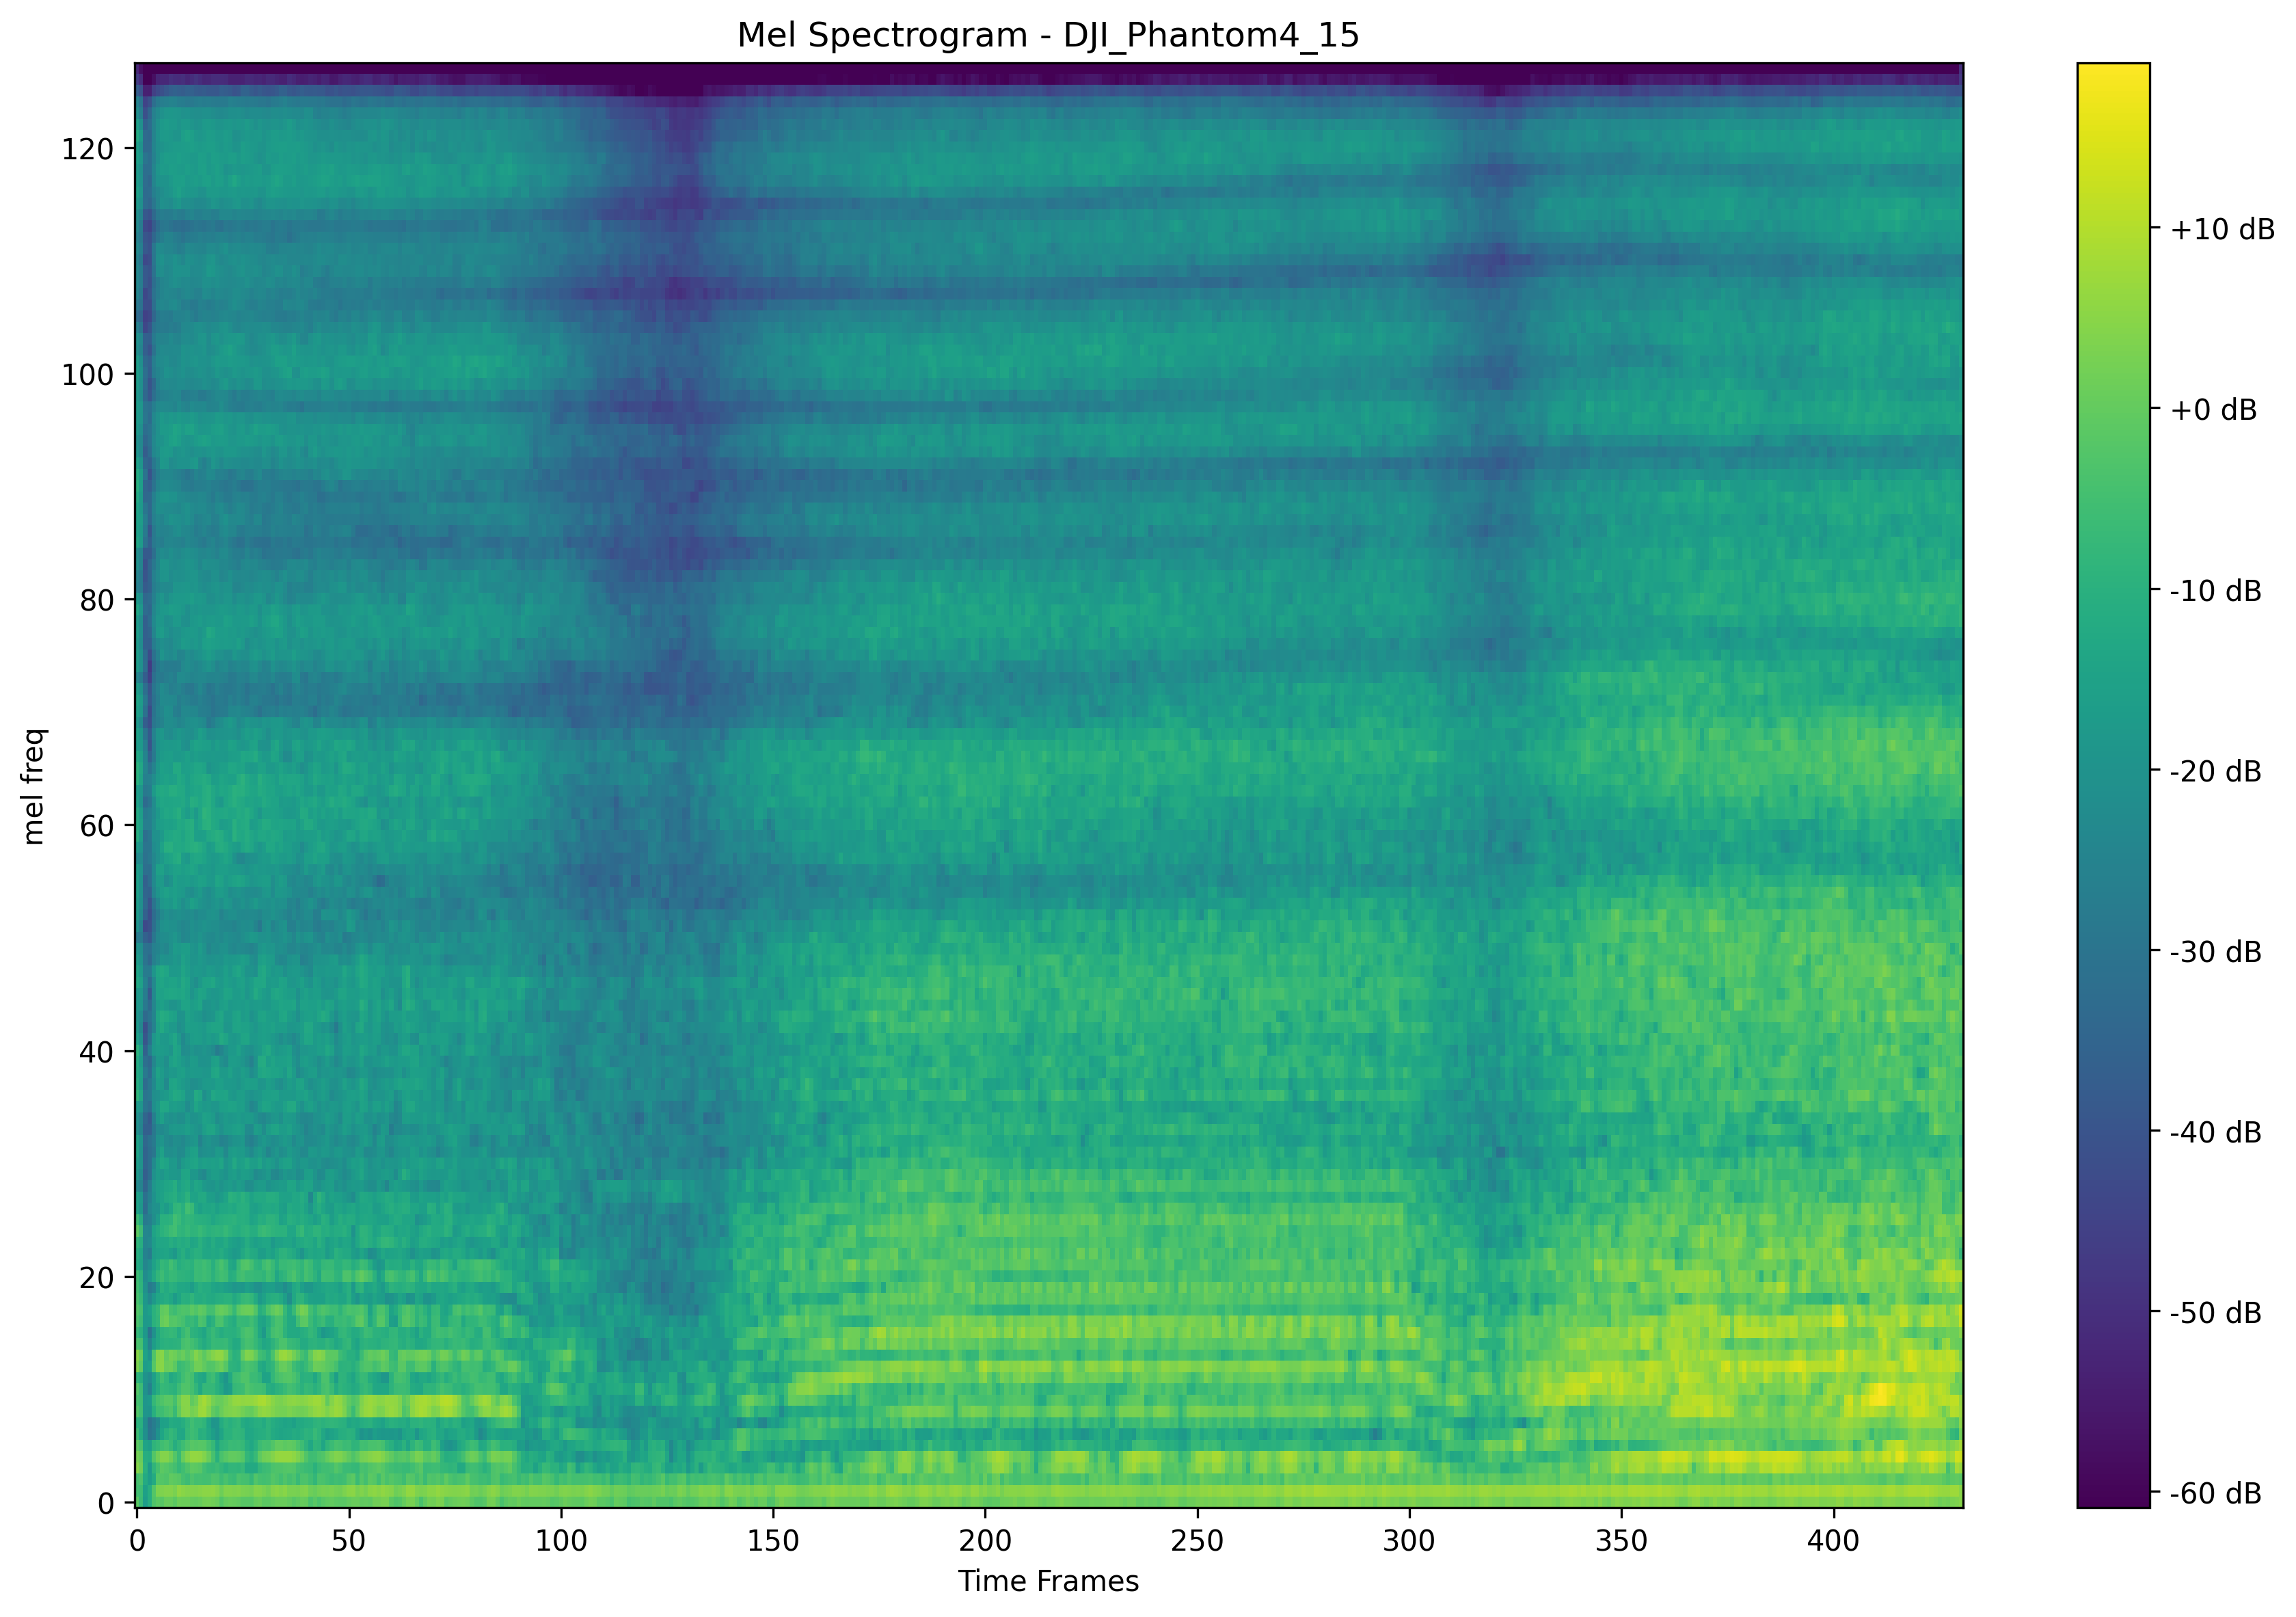 Mel Spectrogram - DJI_Phantom4_15
120
100
80
60
40
20
0
mel freq
0 50 100 150 200 250 300 350 400
Time Frames
+10 dB
+0 dB
-10 dB
-20 dB
-30 dB
-40 dB
-50 dB
-60 dB